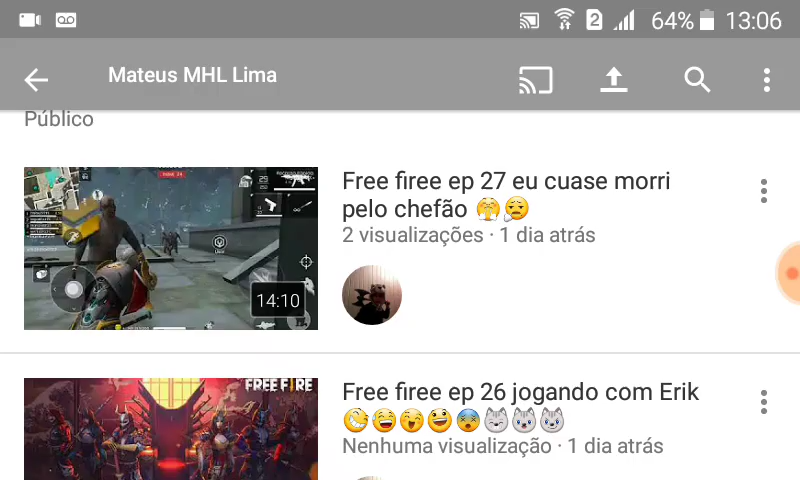 2 64% 13:06
Mateus MHL Lima
Público
Free firee ep 27 eu cuase morri
pelo chefão 😤😧
2 visualizações · 1 dia atrás
14:10
Free firee ep 26 jogando com Erik
😆😂😄😃😨😸🙀🐱
Nenhuma visualização · 1 dia atrás
FREE FIRE